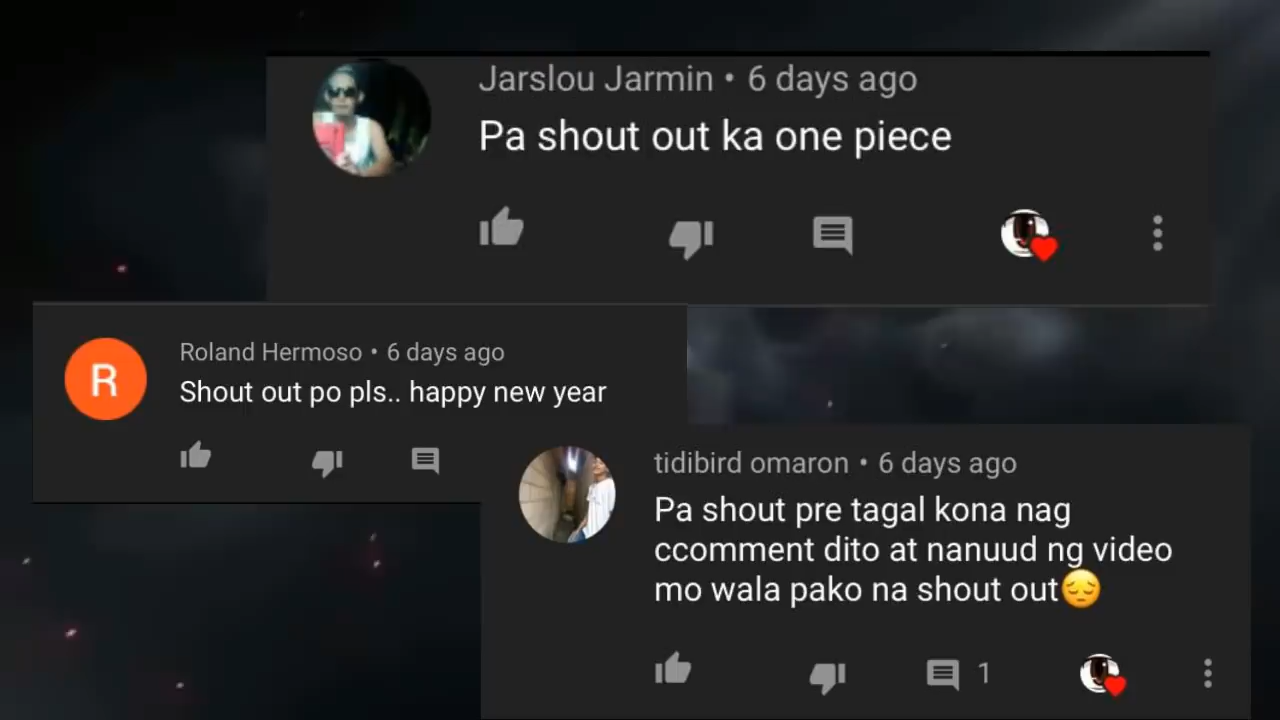 Jarslou Jarmin • 6 days ago
Pa shout out ka one piece
R
Roland Hermoso • 6 days ago
Shout out po pls.. happy new year
tidibird omaron • 6 days ago
Pa shout pre tagal kona nag
ccomment dito at nanuud ng video
mo wala pako na shout out😔
1